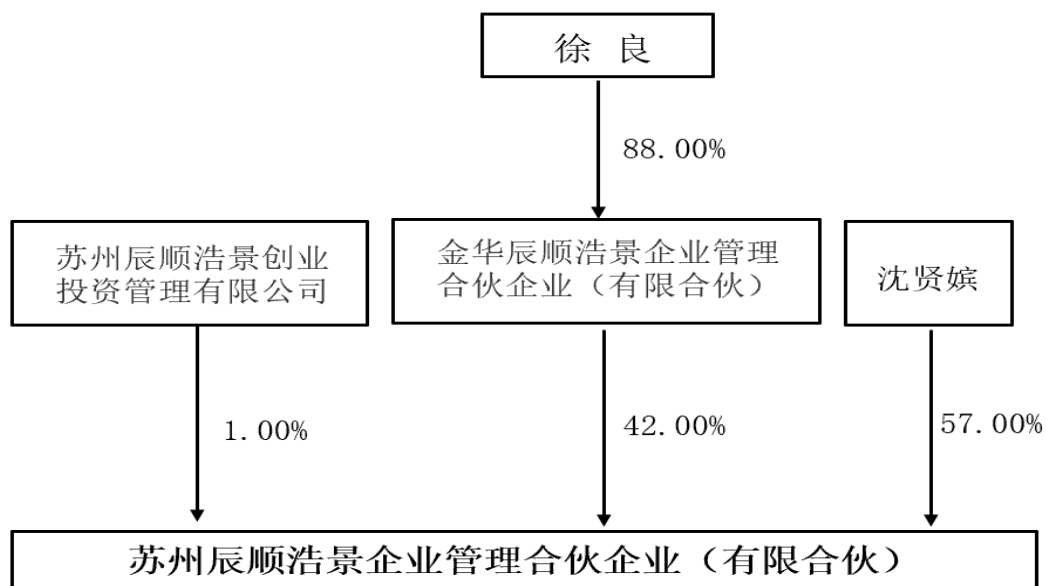 徐 良
88.00%
苏州辰顺浩景创业
投资管理有限公司
金华辰顺浩景企业管理
合伙企业（有限合伙）
沈贤嫔
1.00%
42.00%
57.00%
苏州辰顺浩景企业管理合伙企业（有限合伙）